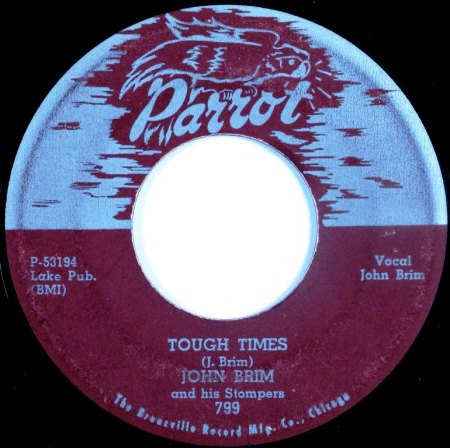 Parrot
P-53194
Lake Pub.
(BMI)
Vocal
John Brim
TOUGH TIMES
(J. Brim)
JOHN BRIM
and his Stompers
799
The Bronzville Record Mfg. Co., Chicago